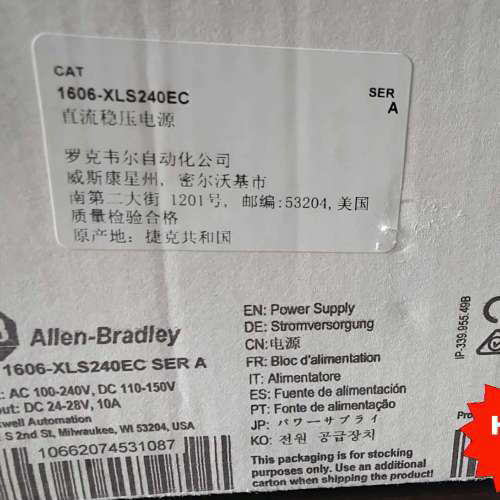 CAT
1606-XLS240EC
SER
A
直流稳压电源
罗克韦尔自动化公司
威斯康星州, 密尔沃基市
南第二大街 1201号, 邮编:53204,美国
质量检验合格
原产地: 捷克共和国
Allen-Bradley
1606-XLS240EC SER A
: AC 100-240V, DC 110-150V
: DC 24-28V, 10A
Automation
S 2nd St, Milwaukee, WI 53204, USA
10662074531087
EN: Power Supply
DE: Stromversorgung
CN:电源
FR: Bloc d'alimentation
IT: Alimentatore
ES: Fuente de alimentación
PT: Fonte de alimentação
JP: パワーサプライ
KO: 전원 공급장치
This packaging is for stocking
purposes only. Use an additional
carton when shipping this
IP-339.955.49B